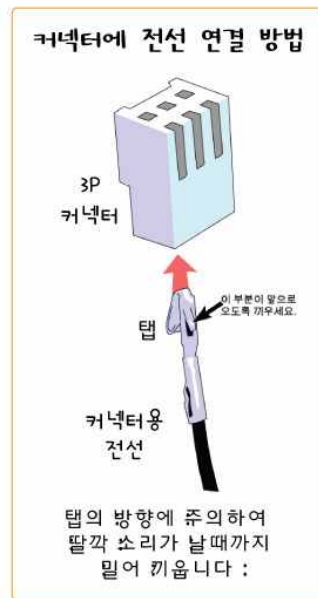 커넥터에 전선 연결 방법
3P
커넥터
이 부분이 앞으로
오도록 끼우세요.
탭
커넥터용
전선
탭의 방향에 주의하여
딸깍 소리가 날때까지
밀어 끼웁니다 :